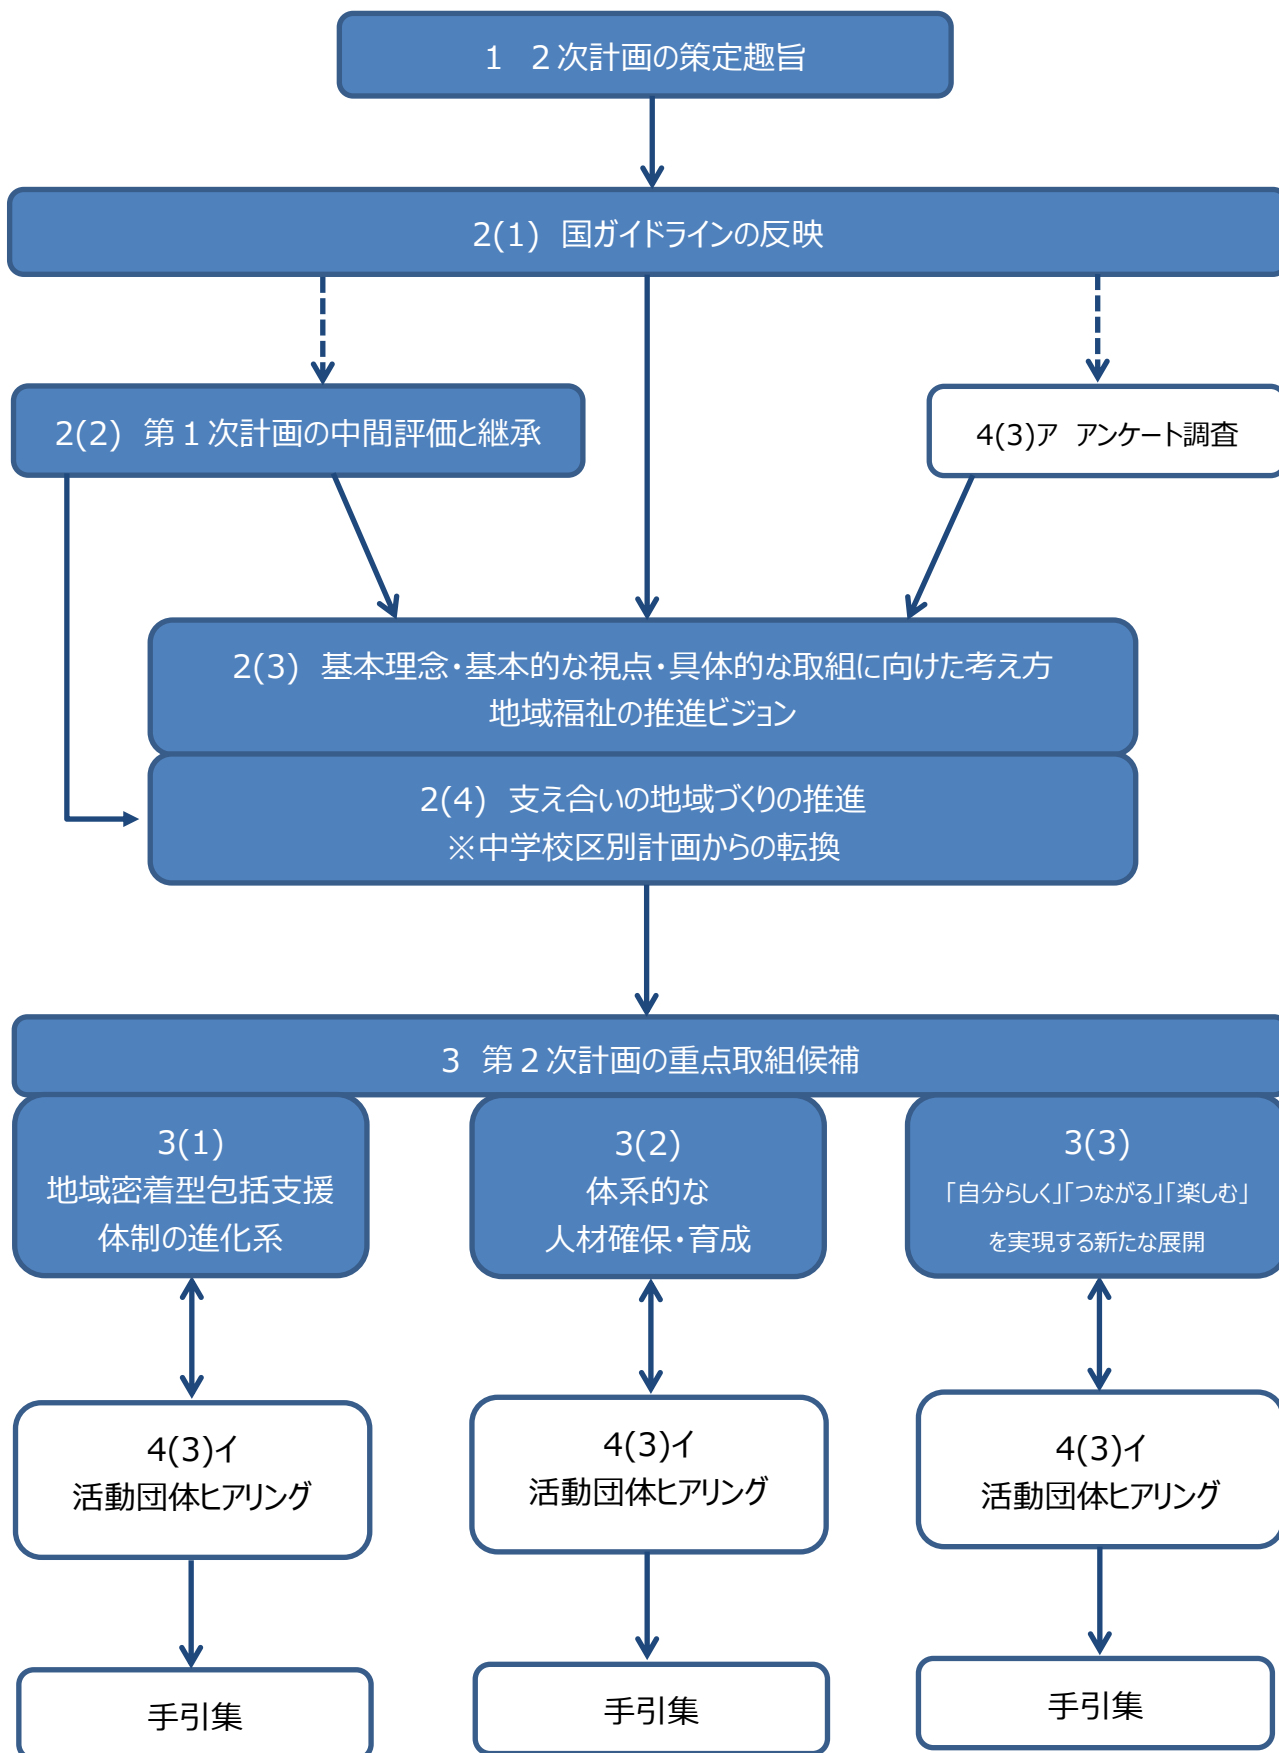 1　２次計画の策定趣旨
2(1)　国ガイドラインの反映
2(2)　第１次計画の中間評価と継承
4(3)ア　アンケート調査
2(3)　基本理念・基本的な視点・具体的な取組に向けた考え方
地域福祉の推進ビジョン
2(4)　支え合いの地域づくりの推進
※中学校区別計画からの転換
3　第２次計画の重点取組候補
3(1)
地域密着型包括支援
体制の進化系
3(2)
体系的な
人材確保・育成
3(3)
「自分らしく」「つながる」「楽しむ」
を実現する新たな展開
4(3)イ
活動団体ヒアリング
4(3)イ
活動団体ヒアリング
4(3)イ
活動団体ヒアリング
手引集
手引集
手引集